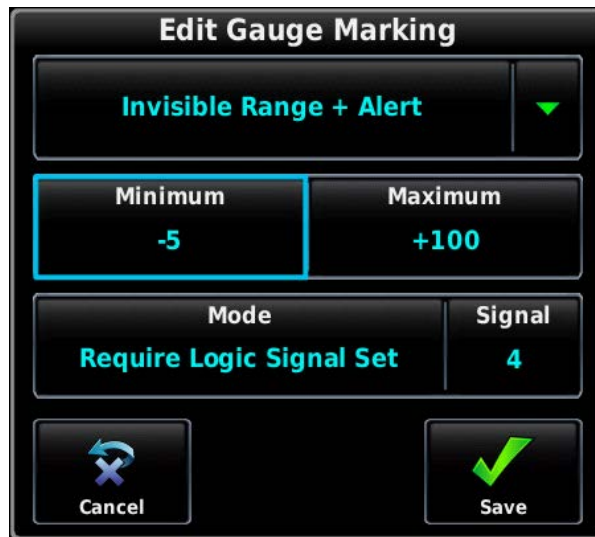 Edit Gauge Marking
Invisible Range + Alert
Minimum
Maximum
-5
+100
Mode
Signal
Require Logic Signal Set
4
Cancel
Save